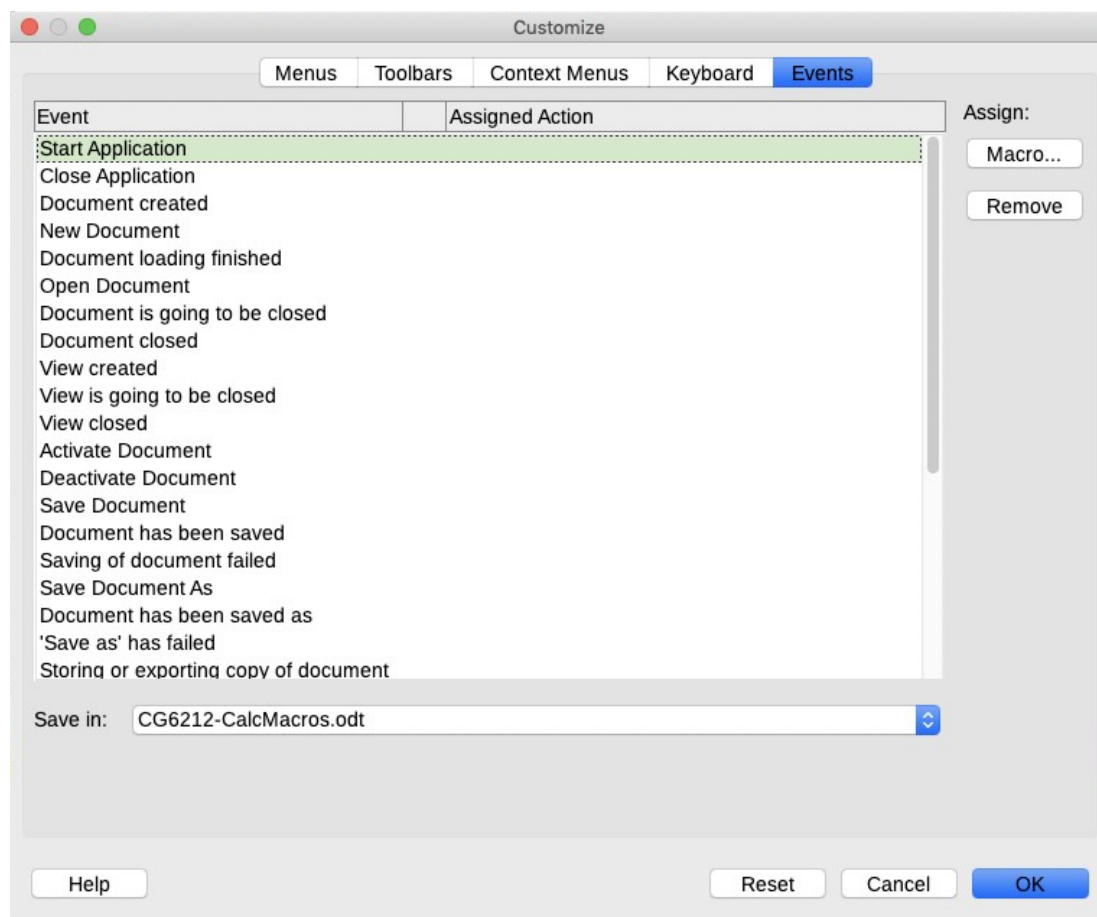 Customize
Menus Toolbars Context Menus Keyboard Events
Event Assigned Action
Assign:
Start Application
Macro...
Close Application
Document created
Remove
New Document
Document loading finished
Open Document
Document is going to be closed
Document closed
View created
View is going to be closed
View closed
Activate Document
Deactivate Document
Save Document
Document has been saved
Saving of document failed
Save Document As
Document has been saved as
'Save as' has failed
Storing or exporting copy of document
Save in: CG6212-CalcMacros.odt
Help Reset Cancel OK